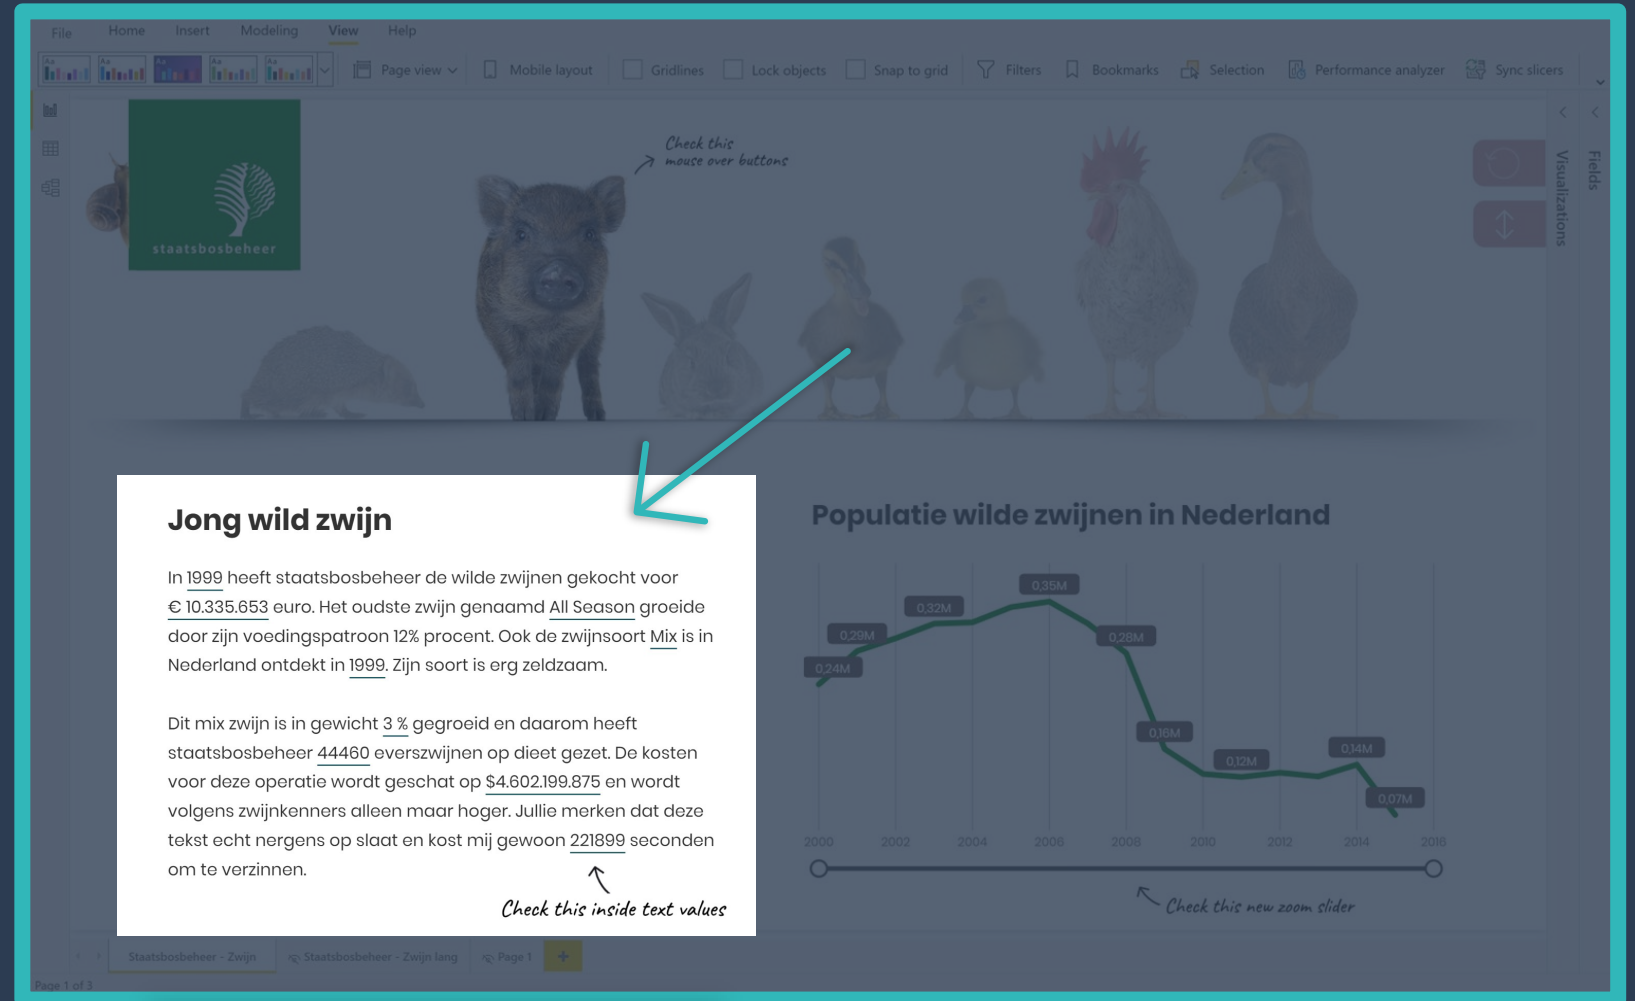 File Home Insert Modeling View Help
Aa Aa Aa Aa Aa
Page view Mobile layout Gridlines Lock objects Snap to grid Filters Bookmarks Selection Performance analyzer Sync slicers
Visualizations
Fields
staatsbosbeheer
Check this
mouse over buttons
Jong wild zwijn
In 1999 heeft staatsbosbeheer de wilde zwijnen gekocht voor
€ 10.335.653 euro. Het oudste zwijn genaamd All Season groeide
door zijn voedingspatroon 12% procent. Ook de zwijnsoort Mix is in
Nederland ontdekt in 1999. Zijn soort is erg zeldzaam.
Dit mix zwijn is in gewicht 3 % gegroeid en daarom heeft
staatsbosbeheer 44460 everszwijnen op dieet gezet. De kosten
voor deze operatie wordt geschat op $4.602.199.875 en wordt
volgens zwijnkenners alleen maar hoger. Jullie merken dat deze
tekst echt nergens op slaat en kost mij gewoon 221899 seconden
om te verzinnen.
Check this inside text values
Populatie wilde zwijnen in Nederland
0,24M
0,29M
0,32M
0,35M
0,28M
0,16M
0,12M
0,14M
0,07M
2000 2002 2004 2006 2008 2010 2012 2014 2016
Check this new zoom slider
Staatsbosbeheer - Zwijn Staatsbosbeheer - Zwijn lang Page 1 +
Page 1 of 3